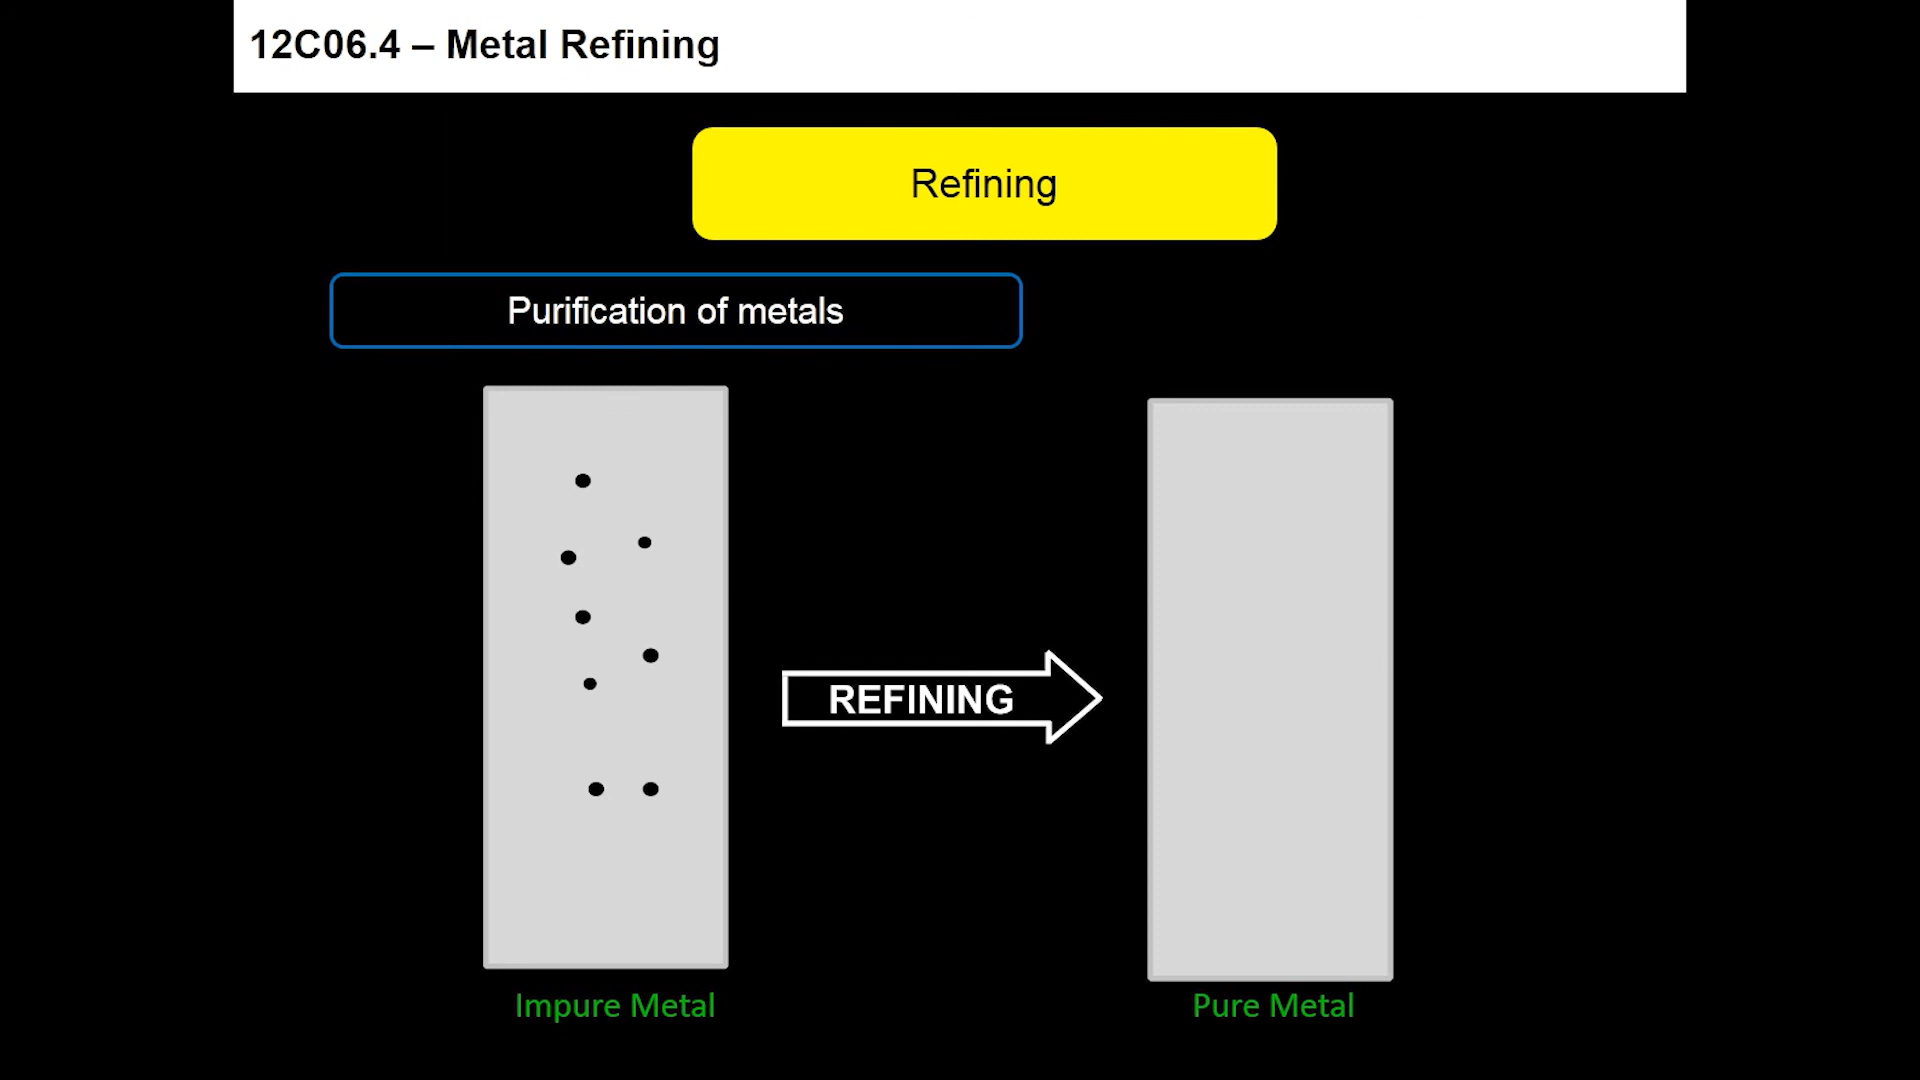 12C06.4 – Metal Refining
Refining
Purification of metals
REFINING
Impure Metal
Pure Metal